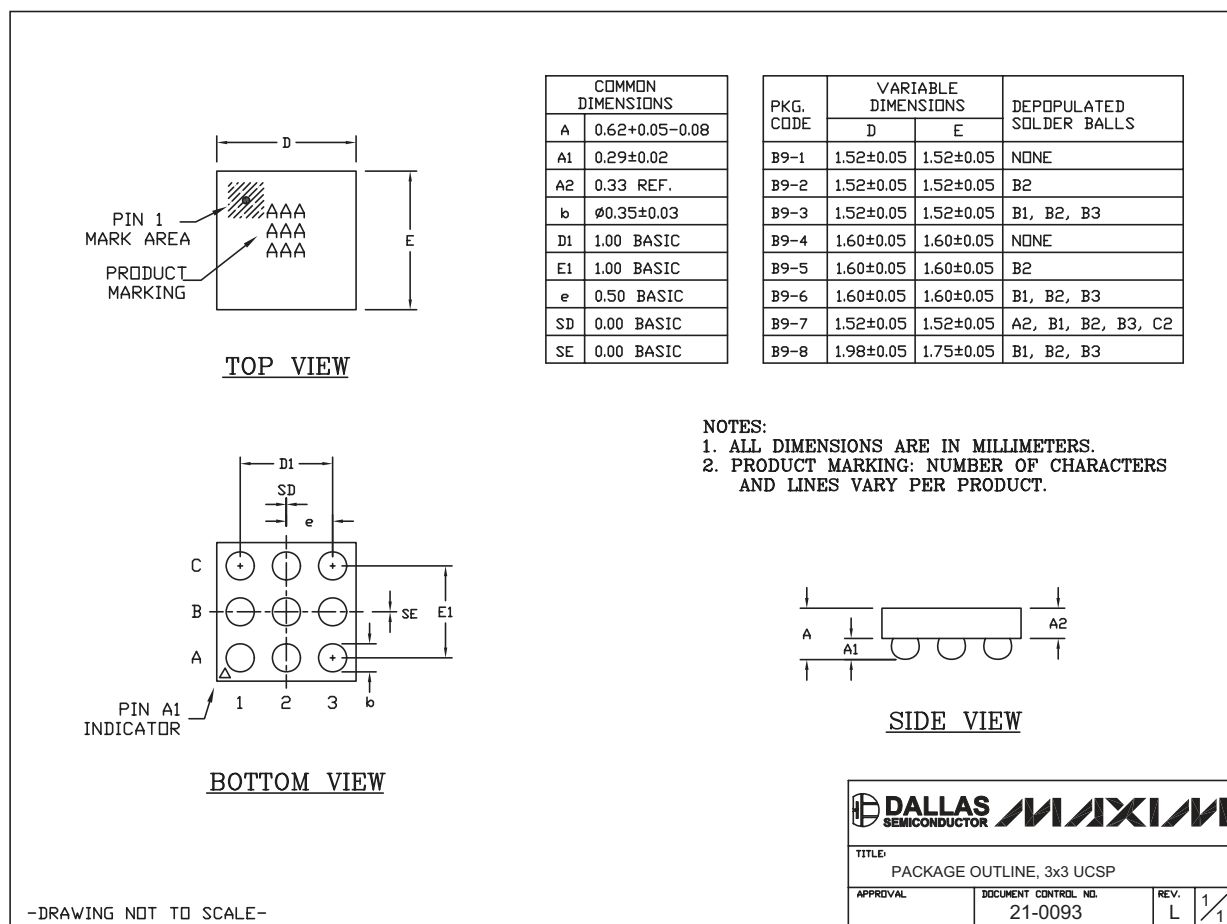 D
PIN 1
MARK AREA
PRODUCT
MARKING
AAA
AAA
AAA
E
TOP VIEW
COMMON
DIMENSIONS
A 0.62+0.05-0.08
A1 0.29±0.02
A2 0.33 REF.
b Ø0.35±0.03
D1 1.00 BASIC
E1 1.00 BASIC
e 0.50 BASIC
SD 0.00 BASIC
SE 0.00 BASIC
PKG.
CODE
VARIABLE
DIMENSIONS
D E
DEPOPULATED
SOLDER BALLS
B9-1 1.52±0.05 1.52±0.05 NONE
B9-2 1.52±0.05 1.52±0.05 B2
B9-3 1.52±0.05 1.52±0.05 B1, B2, B3
B9-4 1.60±0.05 1.60±0.05 NONE
B9-5 1.60±0.05 1.60±0.05 B2
B9-6 1.60±0.05 1.60±0.05 B1, B2, B3
B9-7 1.52±0.05 1.52±0.05 A2, B1, B2, B3, C2
B9-8 1.98±0.05 1.75±0.05 B1, B2, B3
NOTES:
1. ALL DIMENSIONS ARE IN MILLIMETERS.
2. PRODUCT MARKING: NUMBER OF CHARACTERS
AND LINES VARY PER PRODUCT.
D1
SD
e
C
B
A
SE
E1
1 2 3 b
PIN A1
INDICATOR
BOTTOM VIEW
A
A1
A2
SIDE VIEW
DALLAS
SEMICONDUCTOR
MAXIM
TITLE:
PACKAGE OUTLINE, 3x3 UCSP
APPROVAL
DOCUMENT CONTROL NO.
21-0093
REV.
L
1/1
-DRAWING NOT TO SCALE-